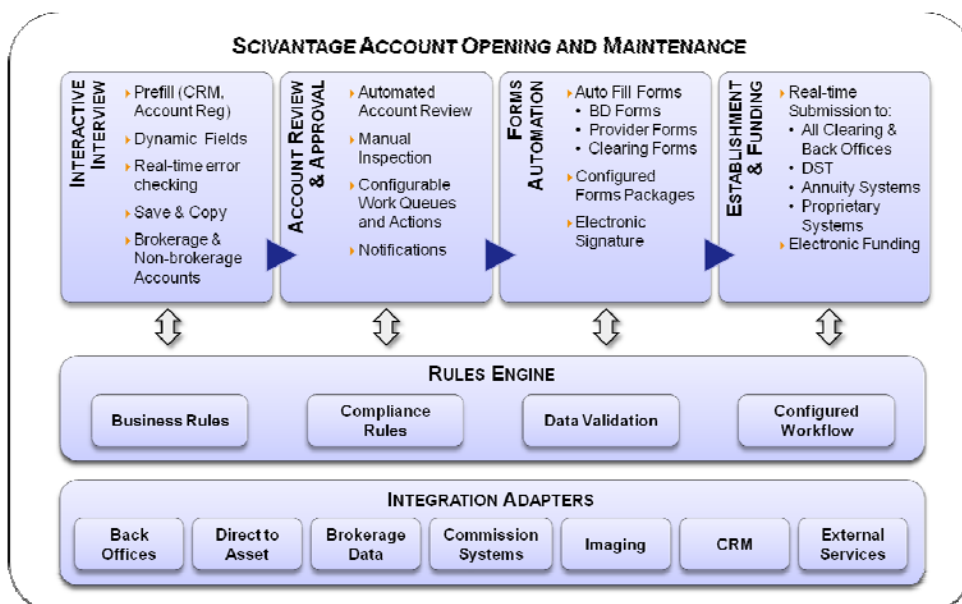 SCIVANTAGE ACCOUNT OPENING AND MAINTENANCE
INTERACTIVE
INTERVIEW
Prefill (CRM,
Account Reg)
Dynamic Fields
Real-time error
checking
Save & Copy
Brokerage &
Non-brokerage
Accounts
ACCOUNT REVIEW
& APPROVAL
Automated
Account Review
Manual
Inspection
Configurable
Work Queues
and Actions
Notifications
FORMS
AUTOMATION
Auto Fill Forms
• BD Forms
• Provider Forms
• Clearing Forms
Configured
Forms Packages
Electronic
Signature
ESTABLISHMENT
& FUNDING
Real-time
Submission to:
• All Clearing &
Back Offices
• DST
• Annuity Systems
• Proprietary
Systems
Electronic Funding
RULES ENGINE
Business Rules
Compliance
Rules
Data Validation
Configured
Workflow
INTEGRATION ADAPTERS
Back
Offices
Direct to
Asset
Brokerage
Data
Commission
Systems
Imaging
CRM
External
Services